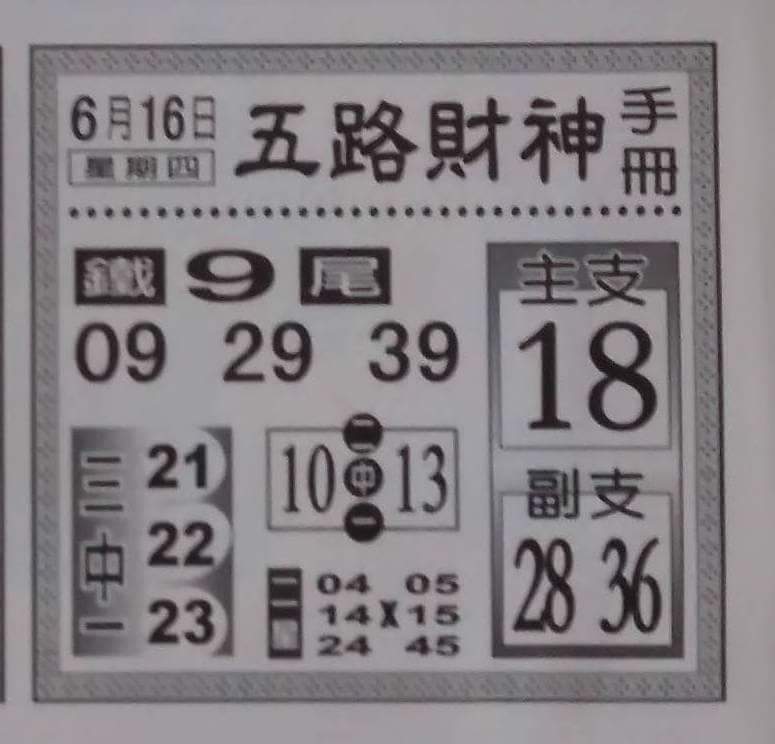 6月16日
星期四
五路財神
手冊
鐵9尾
09 29 39
主支
18
三中一
21
22
23
二中一
10 13
副支
28 36
04 05
14 X 15
24 45